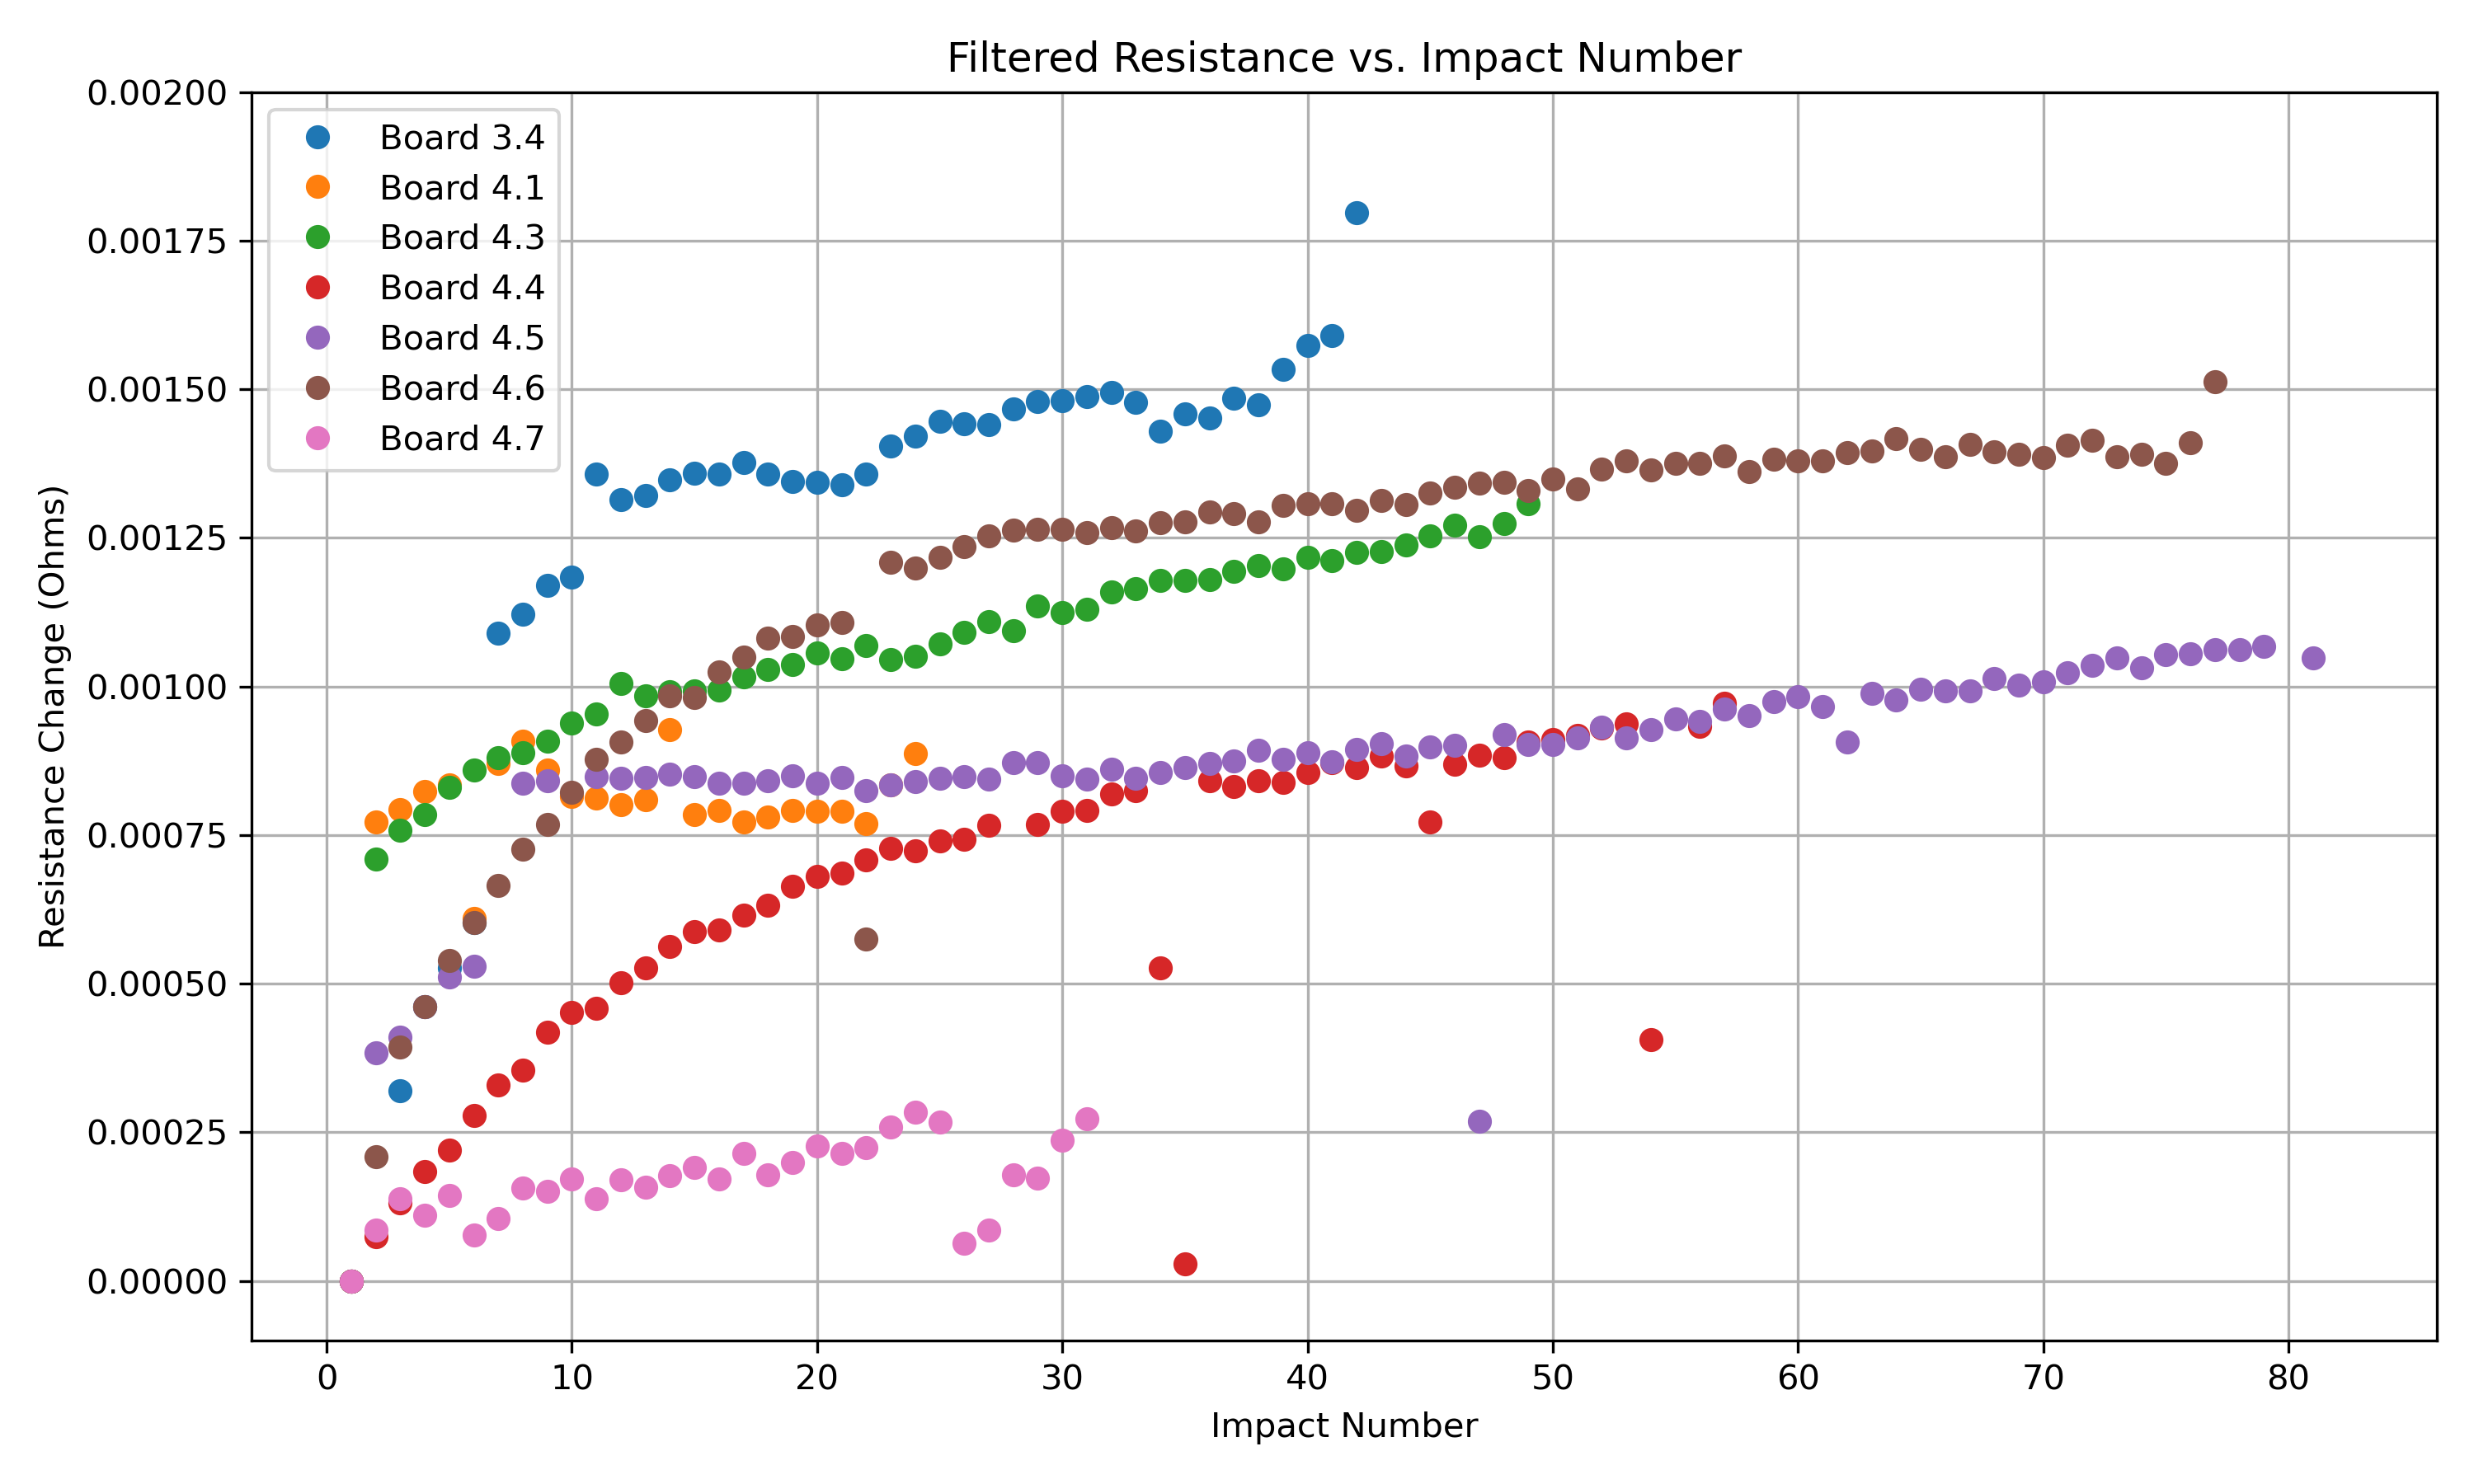 Filtered Resistance vs. Impact Number
0.00200
0.00175
0.00150
0.00125
0.00100
0.00075
0.00050
0.00025
0.00000
Resistance Change (Ohms)
Board 3.4
Board 4.1
Board 4.3
Board 4.4
Board 4.5
Board 4.6
Board 4.7
0 10 20 30 40 50 60 70 80
Impact Number